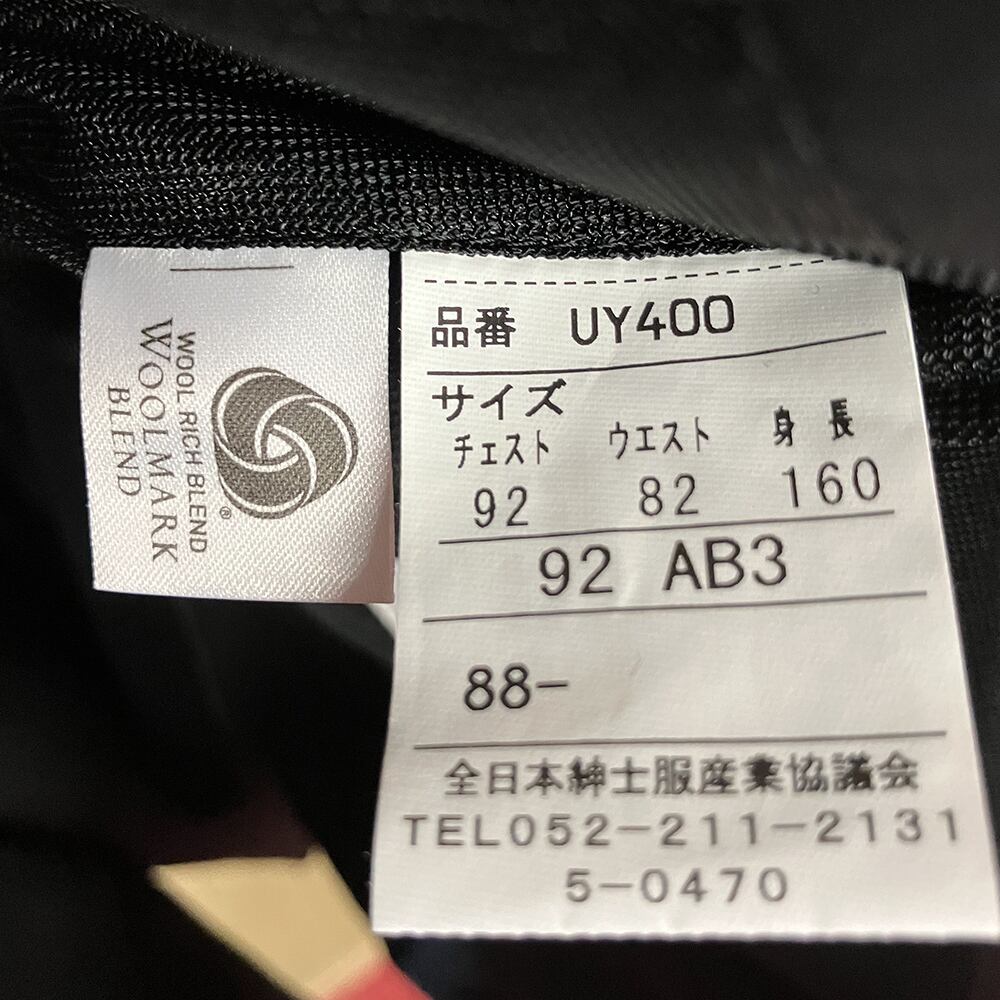 WOOL RICH BLEND
WOOLMARK
BLEND
®
品番 UY400
サイズ
チェスト ウエスト 身長
92 82 160
92 AB3
88-
全日本紳士服産業協議会
TEL052-211-2131
5-0470